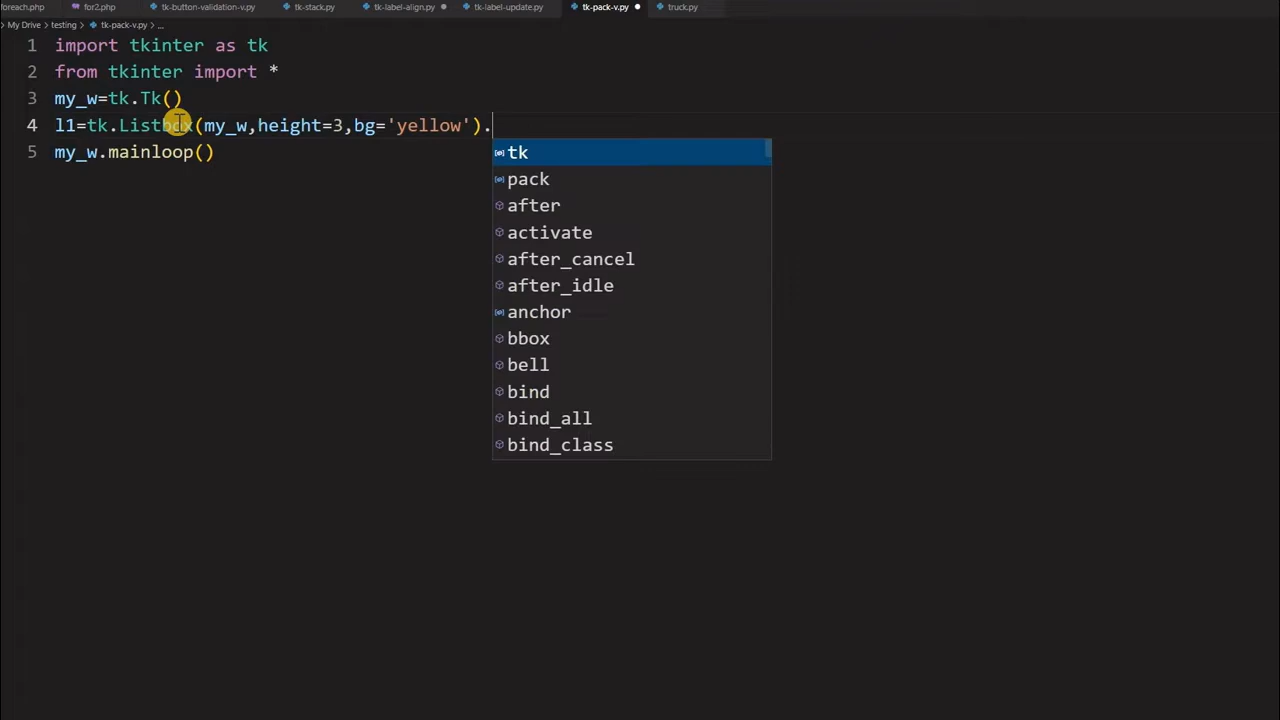 foreach.php for2.php tk-button-validation-v.py tk-stack.py tk-label-align.py tk-label-update.py tk-pack-v.py truck.py
My Drive > testing > tk-pack-v.py > ...
1 import tkinter as tk
2 from tkinter import *
3 my_w=tk.Tk()
4 l1=tk.Listbox(my_w,height=3,bg='yellow').
5 my_w.mainloop()
tk
pack
after
activate
after_cancel
after_idle
anchor
bbox
bell
bind
bind_all
bind_class